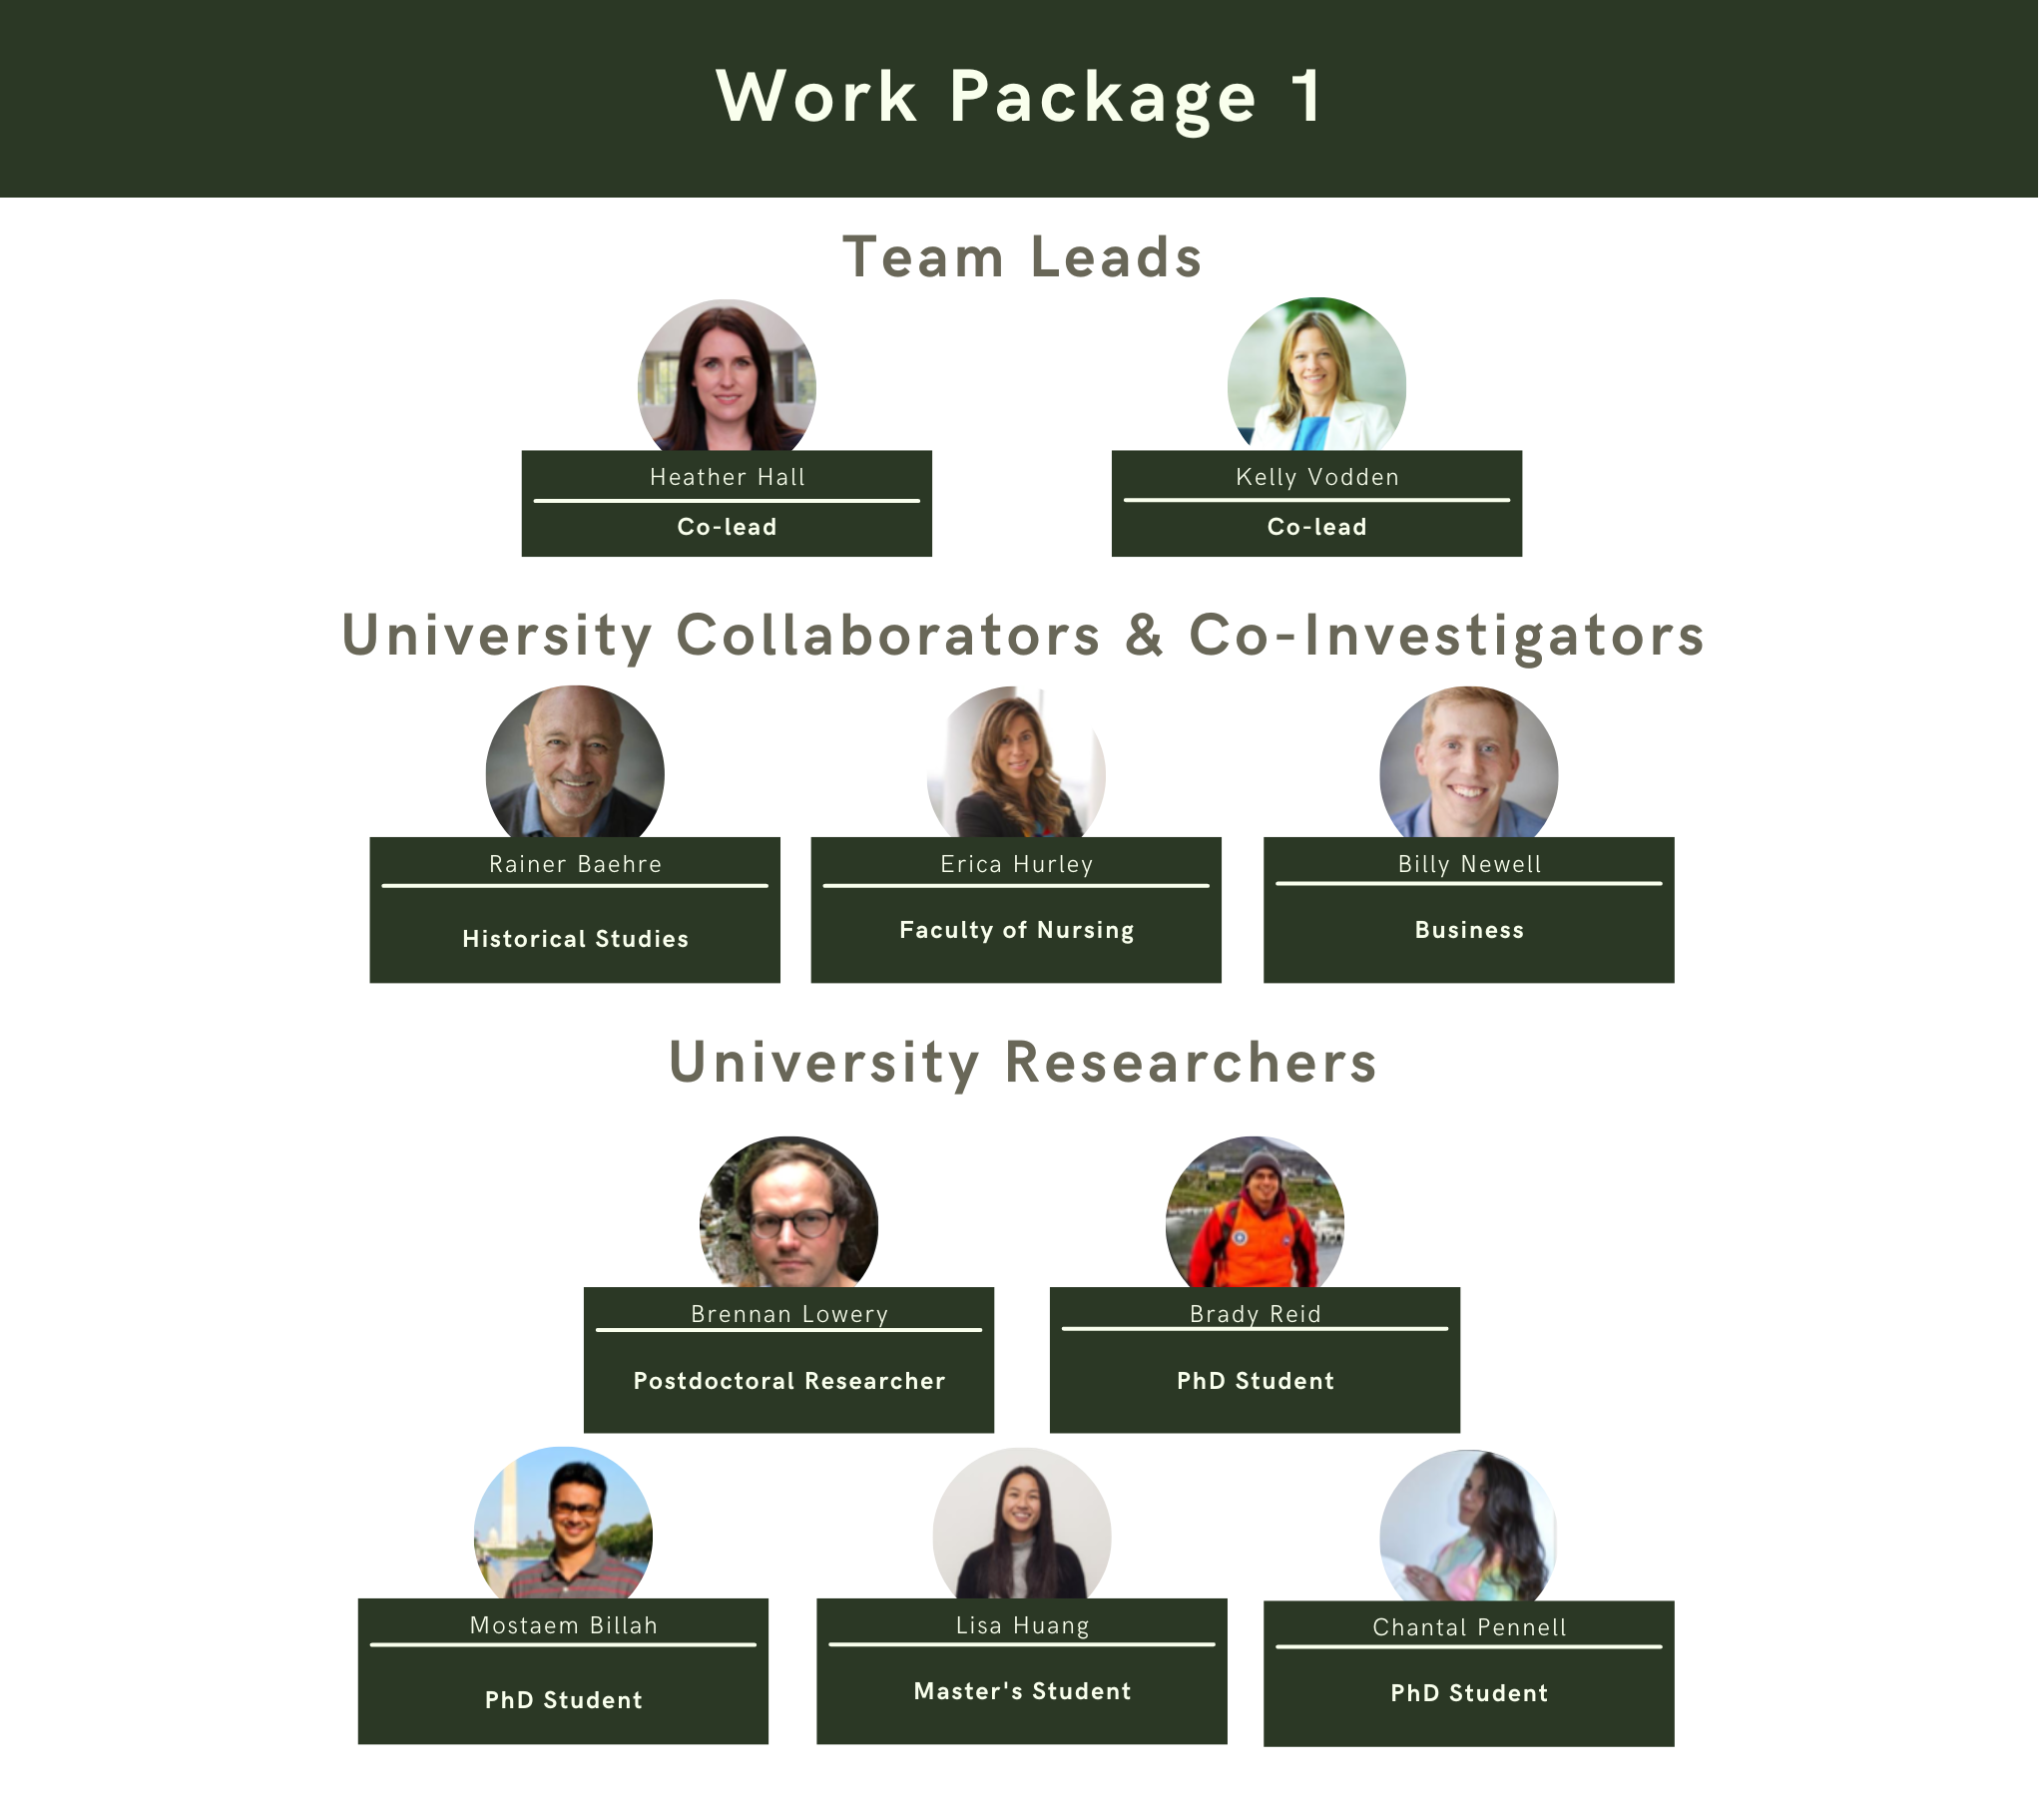 Work Package 1
Team Leads
Heather Hall
Co-lead
Kelly Vodden
Co-lead
University Collaborators & Co-Investigators
Rainer Baehre
Historical Studies
Erica Hurley
Faculty of Nursing
Billy Newell
Business
University Researchers
Brennan Lowery
Postdoctoral Researcher
Brady Reid
PhD Student
Mostaem Billah
PhD Student
Lisa Huang
Master's Student
Chantal Pennell
PhD Student